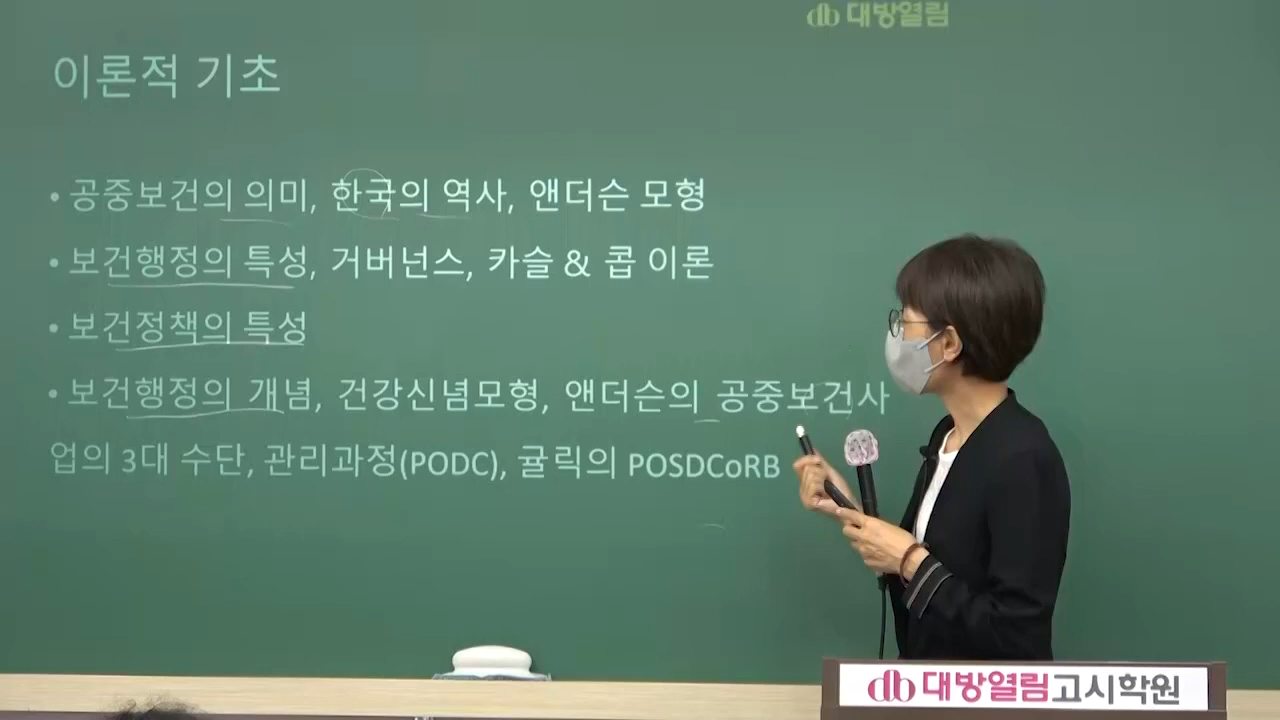 db 대방열림
이론적 기초
• 공중보건의 의미, 한국의 역사, 앤더슨 모형
• 보건행정의 특성, 거버넌스, 카슬 & 콥 이론
• 보건정책의 특성
• 보건행정의 개념, 건강신념모형, 앤더슨의 공중보건사
업의 3대 수단, 관리과정(PODC), 귤릭의 POSDCoRB
db 대방열림고시학원